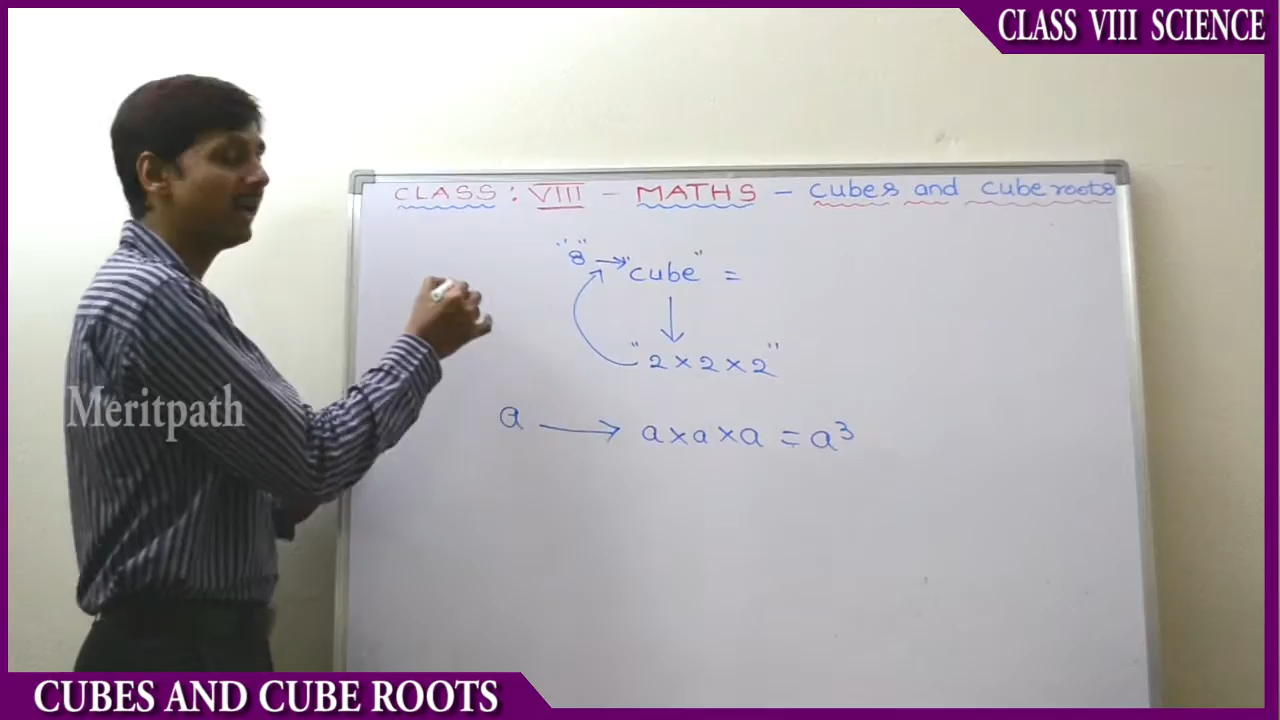 CLASS VIII SCIENCE
CLASS : VIII - MATHS - cubes and cube roots
"8" → "cube" =
"2 × 2 × 2"
a → a × a × a = a³
Meritpath
CUBES AND CUBE ROOTS